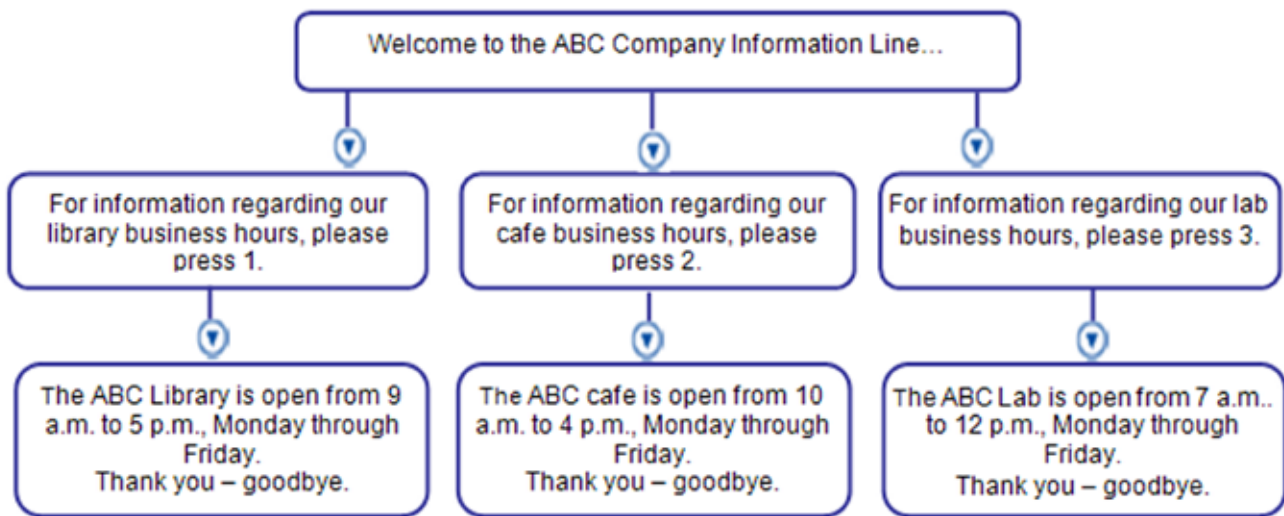 Welcome to the ABC Company Information Line...
For information regarding our
library business hours, please
press 1.
For information regarding our
cafe business hours, please
press 2.
For information regarding our lab
business hours, please press 3.
The ABC Library is open from 9
a.m. to 5 p.m., Monday through
Friday.
Thank you – goodbye.
The ABC cafe is open from 10
a.m. to 4 p.m., Monday through
Friday.
Thank you – goodbye.
The ABC Lab is open from 7 a.m..
to 12 p.m., Monday through
Friday.
Thank you – goodbye.